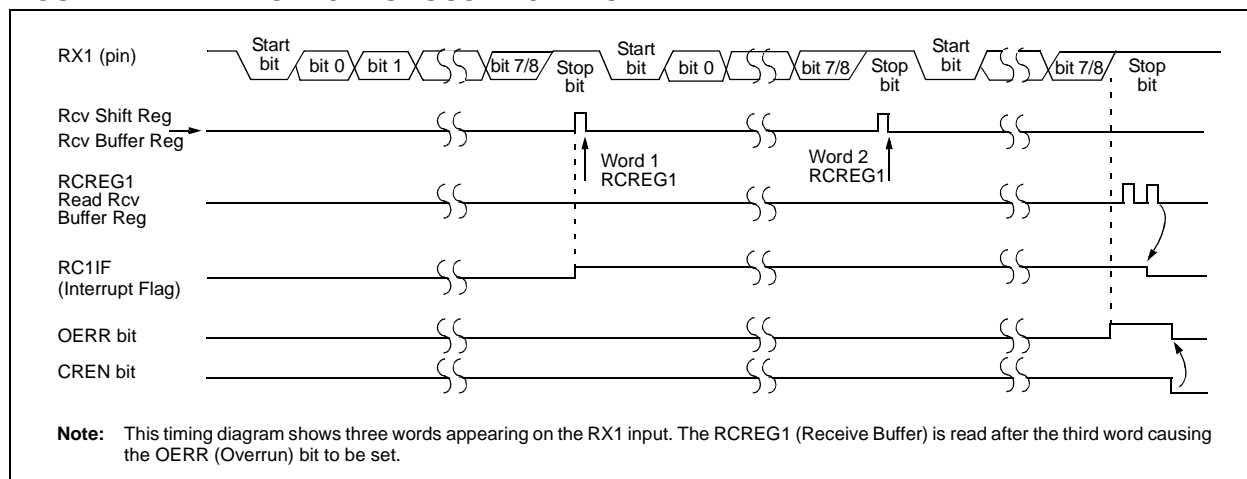 RX1 (pin)
Start bit
bit 0
bit 1
bit 7/8
Stop bit
Start bit
bit 0
bit 7/8
Stop bit
Start bit
bit 7/8
Stop bit
Rcv Shift Reg
Rcv Buffer Reg
Word 1
RCREG1
Word 2
RCREG1
RCREG1
Read Rcv
Buffer Reg
RC1IF
(Interrupt Flag)
OERR bit
CREN bit
Note: This timing diagram shows three words appearing on the RX1 input. The RCREG1 (Receive Buffer) is read after the third word causing
the OERR (Overrun) bit to be set.